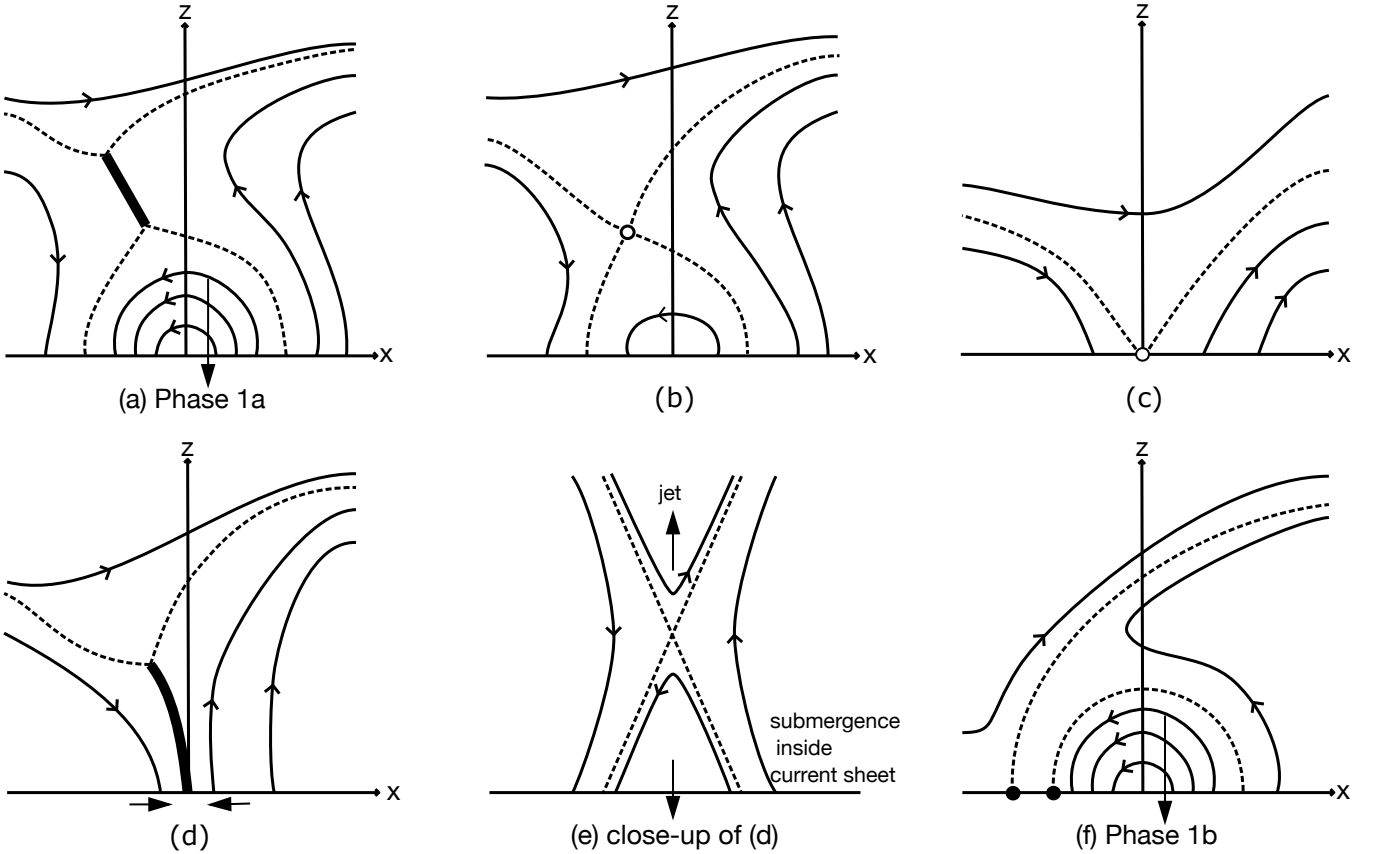 z
x
(a) Phase 1a
z
x
(b)
z
x
(c)
z
x
(d)
jet
submergence
inside
current sheet
(e) close-up of (d)
z
x
(f) Phase 1b